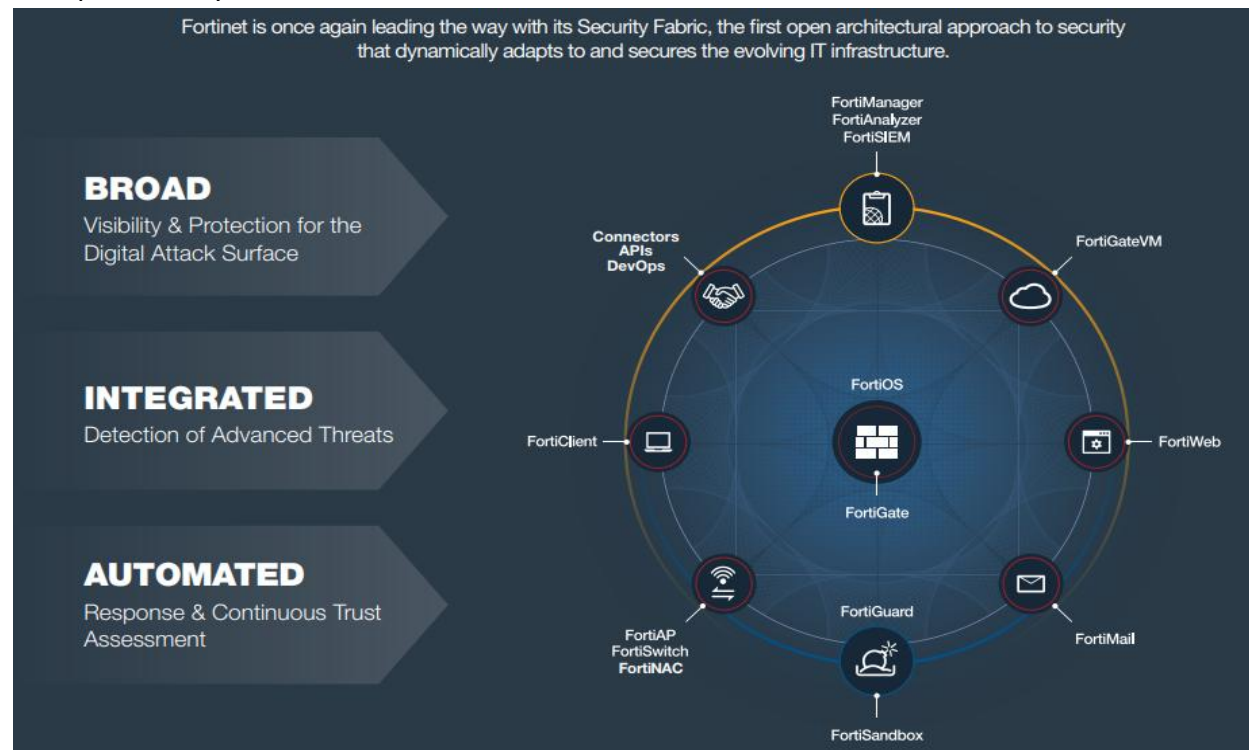 Fortinet is once again leading the way with its Security Fabric, the first open architectural approach to security
that dynamically adapts to and secures the evolving IT infrastructure.
BROAD
Visibility & Protection for the
Digital Attack Surface
INTEGRATED
Detection of Advanced Threats
AUTOMATED
Response & Continuous Trust
Assessment
FortiManager
FortiAnalyzer
FortiSIEM
Connectors
APIs
DevOps
FortiGateVM
FortiOS
FortiClient
FortiWeb
FortiGate
FortiGuard
FortiAP
FortiSwitch
FortiNAC
FortiMail
FortiSandbox